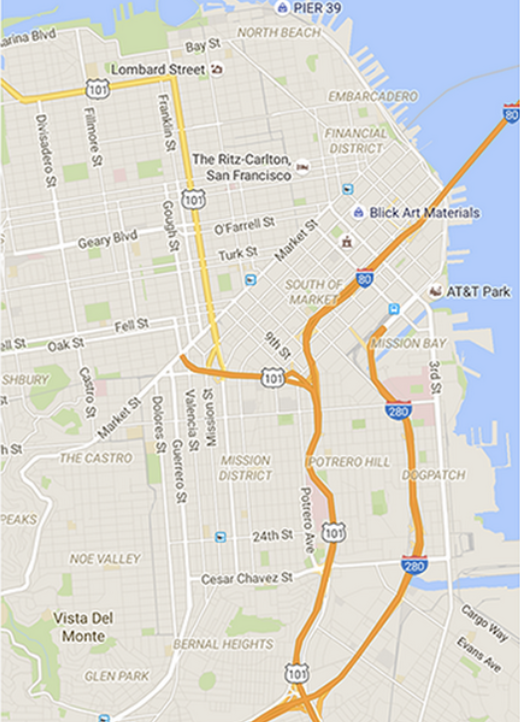 PIER 39
arina Blvd
Bay St
NORTH BEACH
Lombard Street
101
EMBARCADERO
80
Divisadero St
Fillmore St
Franklin St
FINANCIAL
DISTRICT
The Ritz-Carlton,
San Francisco
101
Gough St
Blick Art Materials
O'Farrell St
Geary Blvd
Market St
Turk St
80
SOUTH OF
MARKET
AT&T Park
Fell St
ell St
Oak St
9th St
MISSION BAY
SHBURY
Castro St
101
3rd St
280
Market St
Dolores St
Guerrero St
Valencia St
Mission St
h St
THE CASTRO
MISSION
DISTRICT
POTRERO HILL
DOGPATCH
PEAKS
Potrero Ave
24th St
101
NOE VALLEY
280
Cesar Chavez St
Vista Del
Monte
Cargo Way
BERNAL HEIGHTS
Evans Ave
GLEN PARK
101